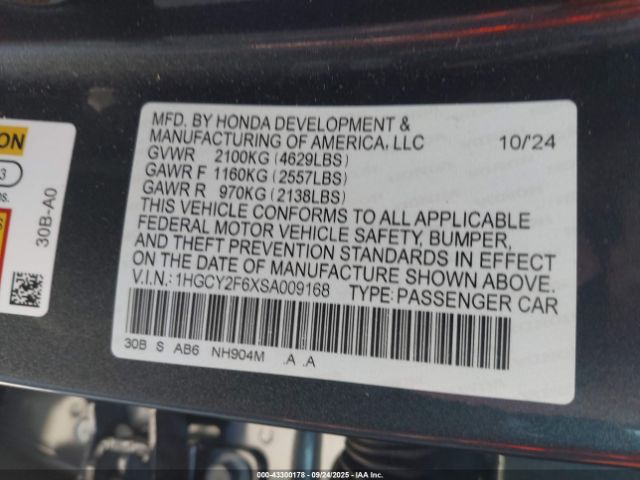 MFD. BY HONDA DEVELOPMENT &
MANUFACTURING OF AMERICA, LLC 10/24
GVWR 2100KG (4629LBS)
GAWR F 1160KG (2557LBS)
GAWR R 970KG (2138LBS)
THIS VEHICLE CONFORMS TO ALL APPLICABLE
FEDERAL MOTOR VEHICLE SAFETY, BUMPER,
AND THEFT PREVENTION STANDARDS IN EFFECT
ON THE DATE OF MANUFACTURE SHOWN ABOVE.
V.I.N.: 1HGCY2F6XSA009168 TYPE: PASSENGER CAR
30B S AB6 NH904M .A .A
ION
3
ns.
30B-A0
000-43300178 - 09/24/2025 - IAA Inc.